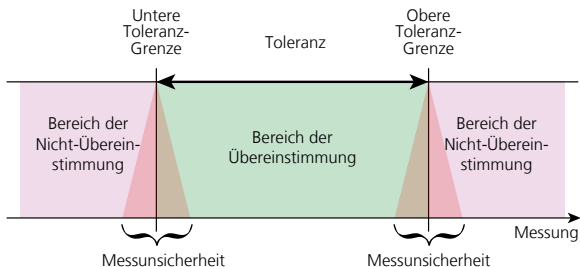 Untere
Toleranz-
Grenze
Toleranz
Obere
Toleranz-
Grenze
Bereich der
Nicht-Überein-
stimmung
Bereich der
Übereinstimmung
Bereich der
Nicht-Überein-
stimmung
Messung
Messunsicherheit
Messunsicherheit